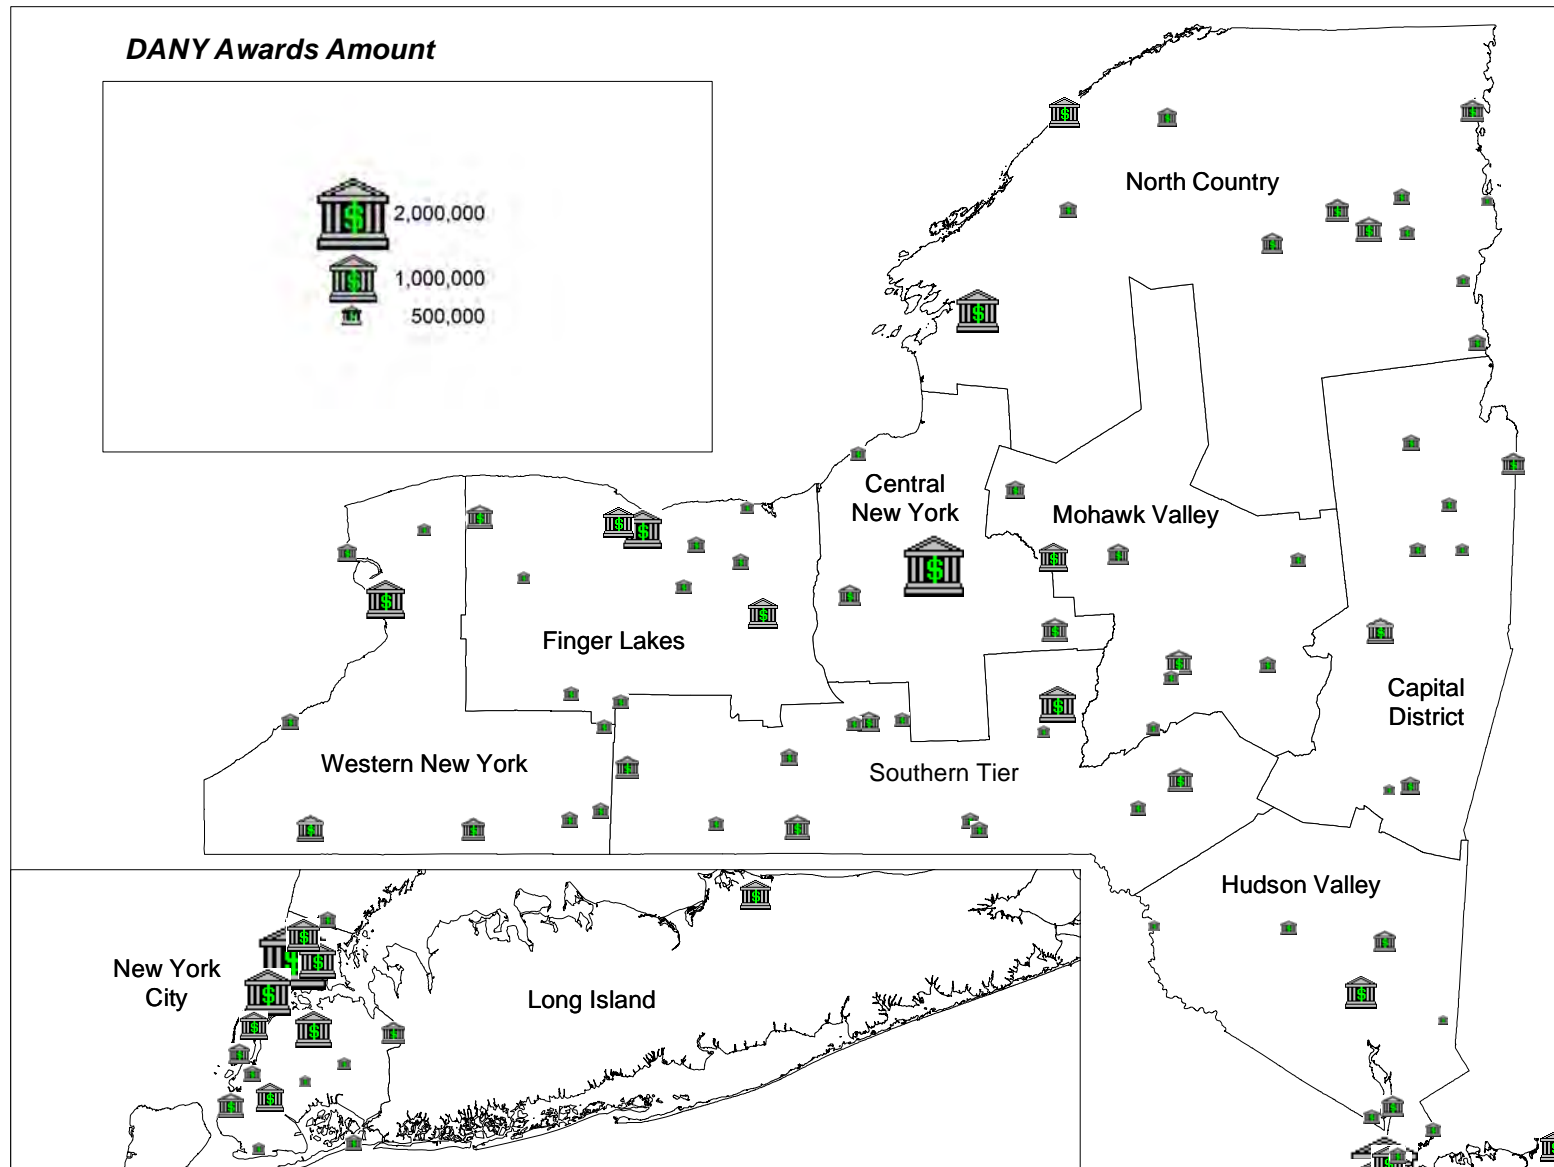 DANY Awards Amount
2,000,000
1,000,000
500,000
North Country
Central
New York
Mohawk Valley
Finger Lakes
Capital
District
Western New York
Southern Tier
Hudson Valley
New York
City
Long Island